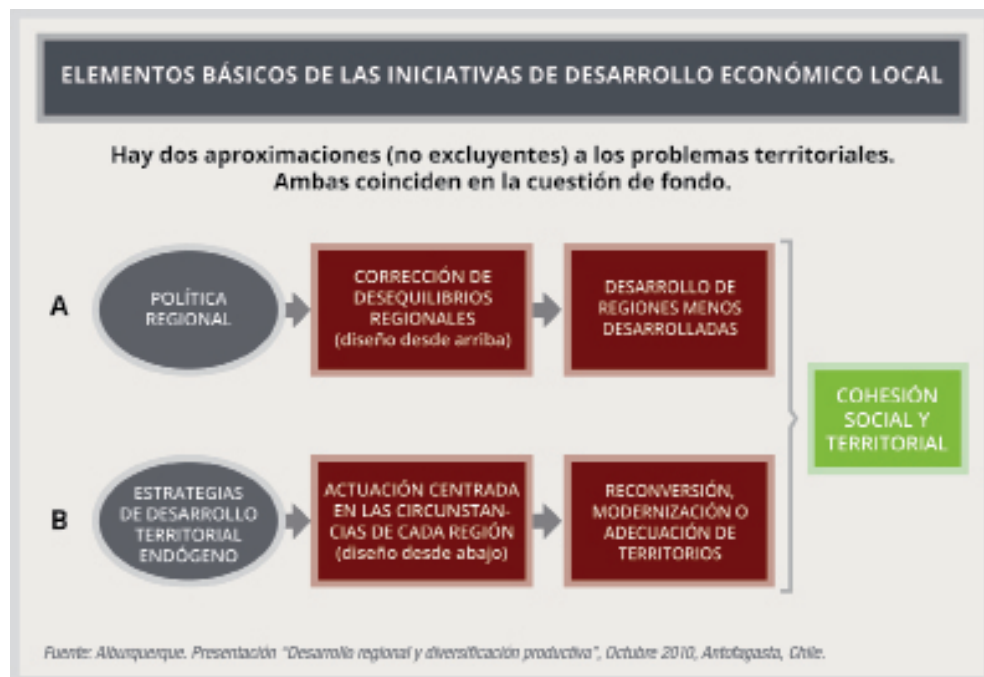 ELEMENTOS BÁSICOS DE LAS INICIATIVAS DE DESARROLLO ECONÓMICO LOCAL
Hay dos aproximaciones (no excluyentes) a los problemas territoriales.
Ambas coinciden en la cuestión de fondo.
A
POLÍTICA
REGIONAL
CORRECCIÓN DE
DESEQUILIBRIOS
REGIONALES
(diseño desde arriba)
DESARROLLO DE
REGIONES MENOS
DESARROLLADAS
B
ESTRATEGIAS
DE DESARROLLO
TERRITORIAL
ENDÓGENO
ACTUACIÓN CENTRADA
EN LAS CIRCUNSTAN-
CIAS DE CADA REGIÓN
(diseño desde abajo)
RECONVERSIÓN,
MODERNIZACIÓN O
ADECUACIÓN DE
TERRITORIOS
COHESIÓN
SOCIAL Y
TERRITORIAL
Fuente: Alburquerque. Presentación "Desarrollo regional y diversificación productiva", Octubre 2010, Antofagasta, Chile.